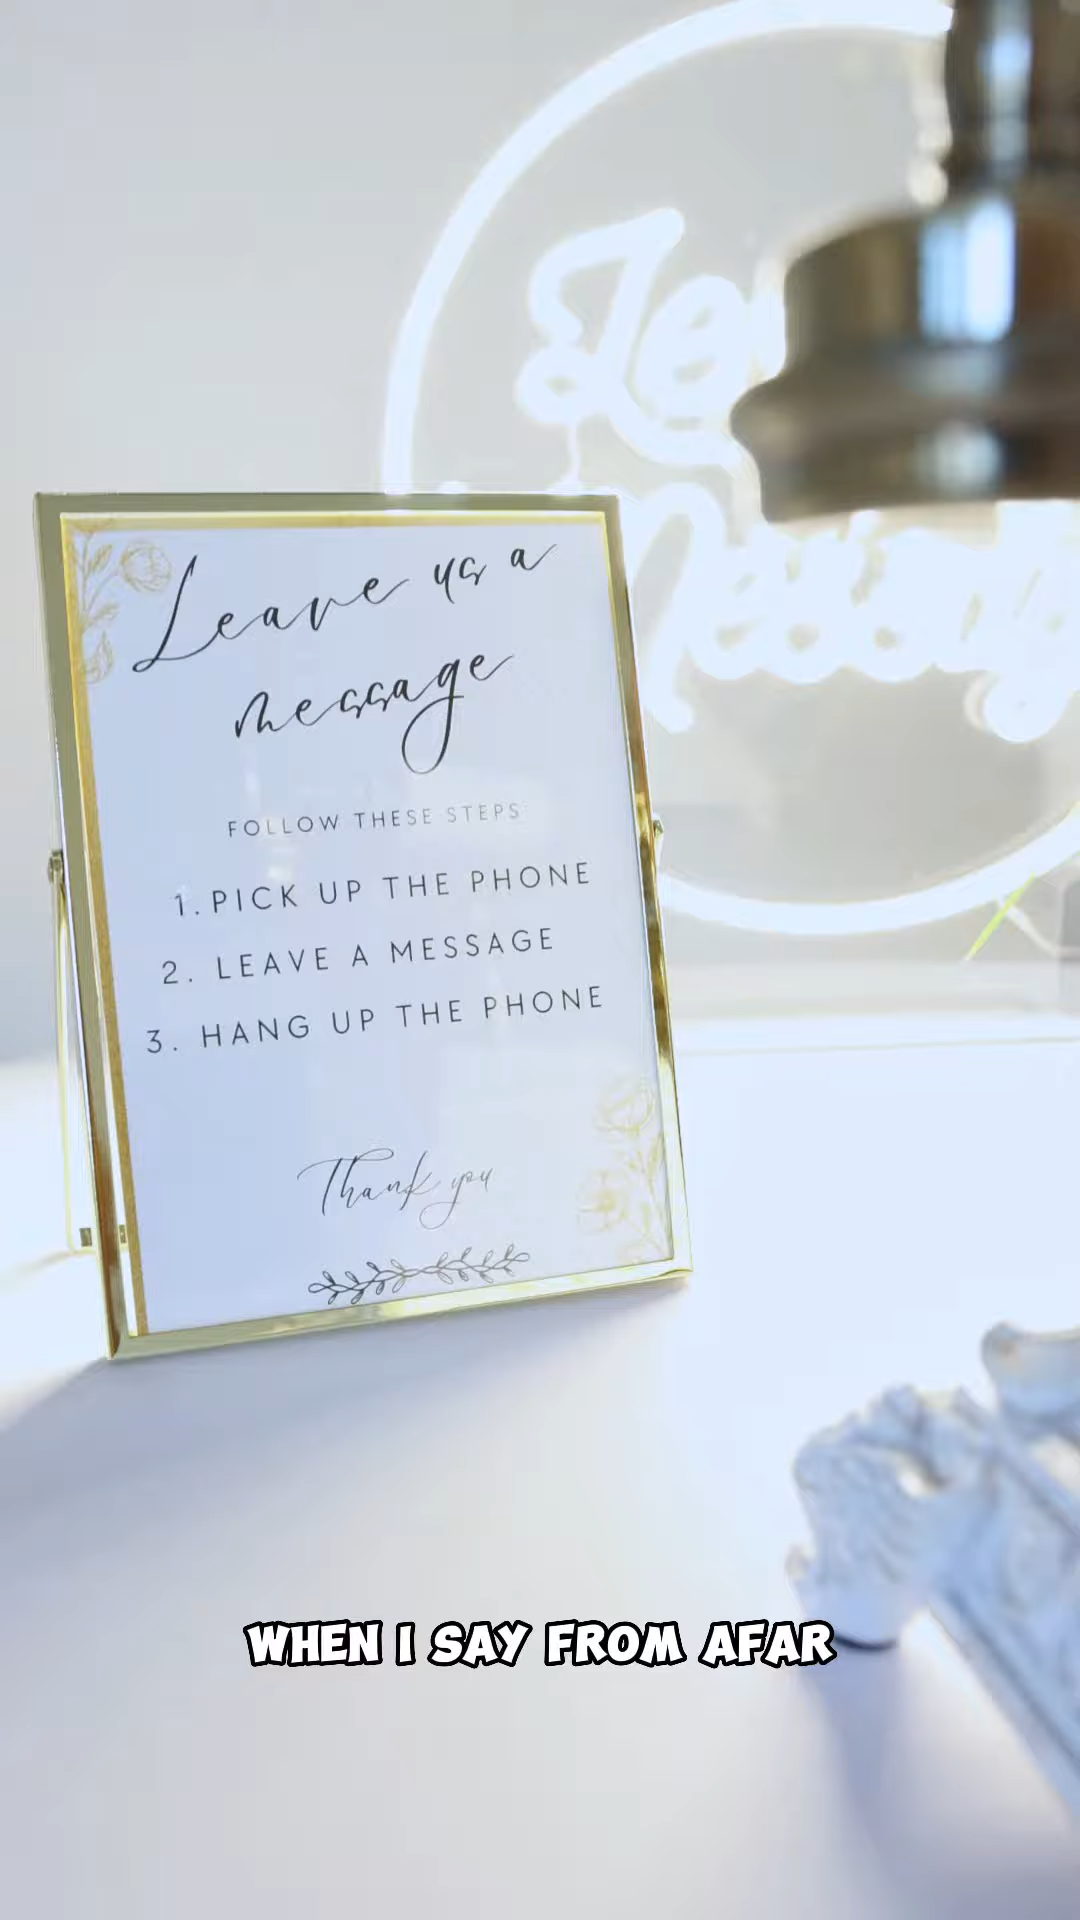 Leave us a
message
FOLLOW THESE STEPS
1. PICK UP THE PHONE
2. LEAVE A MESSAGE
3. HANG UP THE PHONE
Thank you
WHEN I SAY FROM AFAR